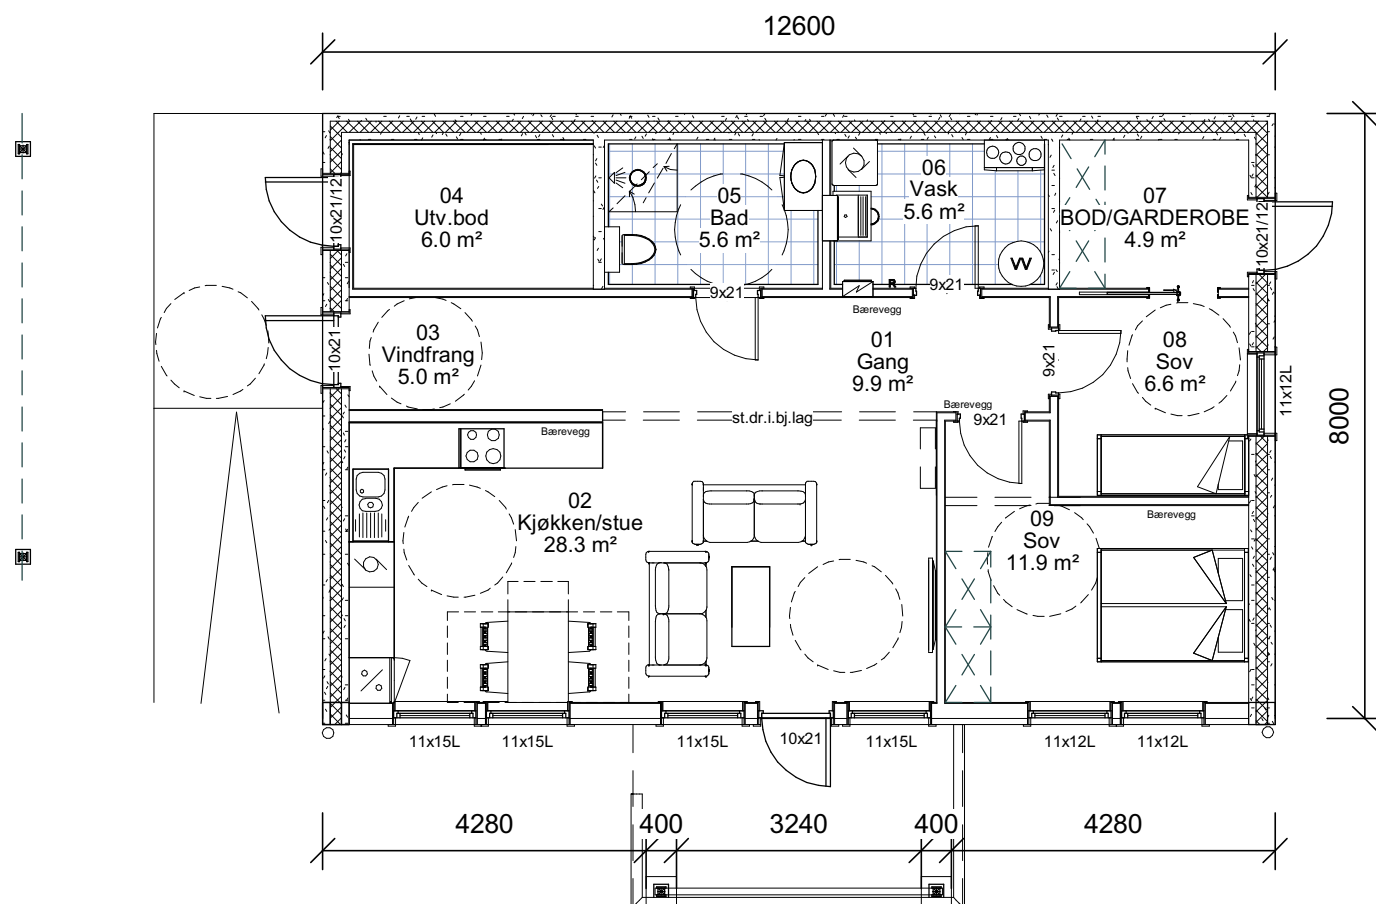 12600
04
Utv.bod
6.0 m²
05
Bad
5.6 m²
06
Vask
5.6 m²
07
BOD/GARDEROBE
4.9 m²
10x21/12
10x21/12
9x21
R
9x21
Bærevegg
03
Vindfrang
5.0 m²
10x21
01
Gang
9.9 m²
9x21
08
Sov
6.6 m²
11x12L
8000
Bærevegg
9x21
st.dr.i.bj.lag
Bærevegg
02
Kjøkken/stue
28.3 m²
09
Sov
11.9 m²
Bærevegg
11x15L
11x15L
11x15L
10x21
11x15L
11x12L
11x12L
4280
400
3240
400
4280
VV